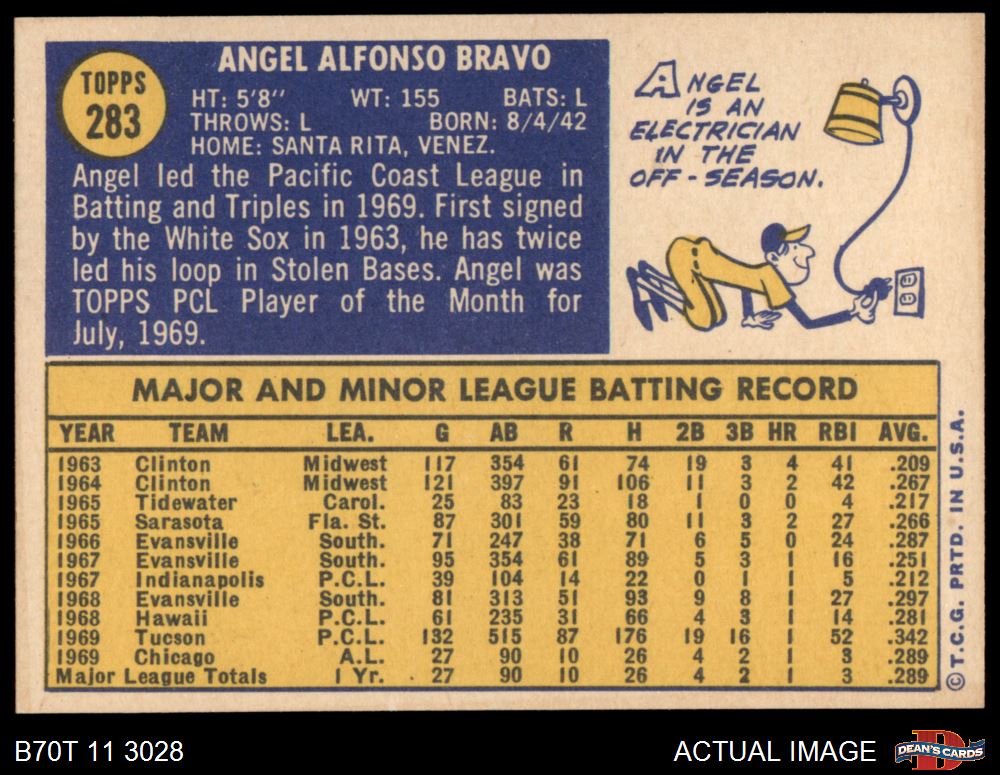 TOPPS
283
ANGEL ALFONSO BRAVO
HT: 5'8" WT: 155 BATS: L
THROWS: L BORN: 8/4/42
HOME: SANTA RITA, VENEZ.
Angel led the Pacific Coast League in
Batting and Triples in 1969. First signed
by the White Sox in 1963, he has twice
led his loop in Stolen Bases. Angel was
TOPPS PCL Player of the Month for
July, 1969.
ANGEL
IS AN
ELECTRICIAN
IN THE
OFF-SEASON.
MAJOR AND MINOR LEAGUE BATTING RECORD
YEAR TEAM LEA. G AB R H 2B 3B HR RBI AVG.
1963 Clinton Midwest 117 354 61 74 19 3 4 41 .209
1964 Clinton Midwest 121 397 91 106 11 3 2 42 .267
1965 Tidewater Carol. 25 83 23 18 1 0 0 4 .217
1965 Sarasota Fla. St. 87 301 59 80 11 3 2 27 .266
1966 Evansville South. 71 247 38 71 6 5 0 24 .287
1967 Evansville South. 95 354 61 89 5 3 1 16 .251
1967 Indianapolis P.C.L. 39 104 14 22 0 1 1 5 .212
1968 Evansville South. 81 313 51 93 9 8 1 27 .297
1968 Hawaii P.C.L. 61 235 31 66 4 3 1 14 .281
1969 Tucson P.C.L. 132 515 87 176 19 16 1 52 .342
1969 Chicago A.L. 27 90 10 26 4 2 1 3 .289
Major League Totals 1 Yr. 27 90 10 26 4 2 1 3 .289
©T.C.G. PRTD. IN U.S.A.
B70T 11 3028
ACTUAL IMAGE
D
DEAN'S CARDS